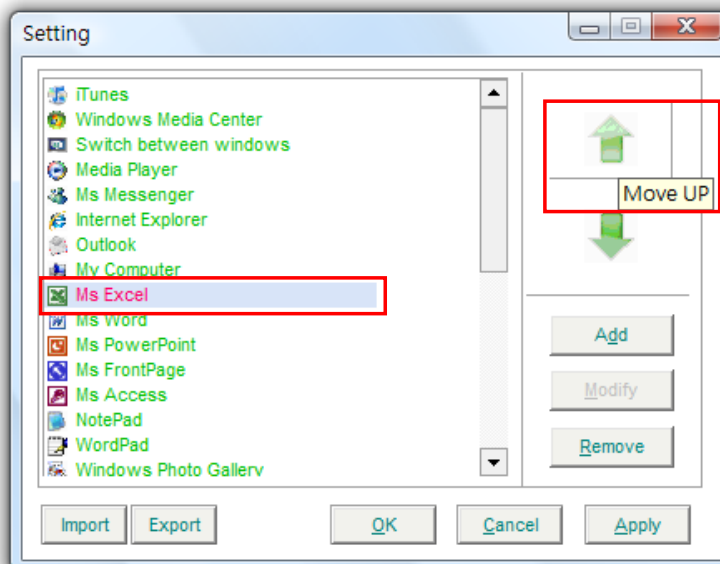 Setting
iTunes
Windows Media Center
Switch between windows
Media Player
Ms Messenger
Internet Explorer
Outlook
My Computer
Ms Excel
Ms Word
Ms PowerPoint
Ms FrontPage
Ms Access
NotePad
WordPad
Windows Photo Gallery
Move UP
Add
Modify
Remove
Import
Export
OK
Cancel
Apply